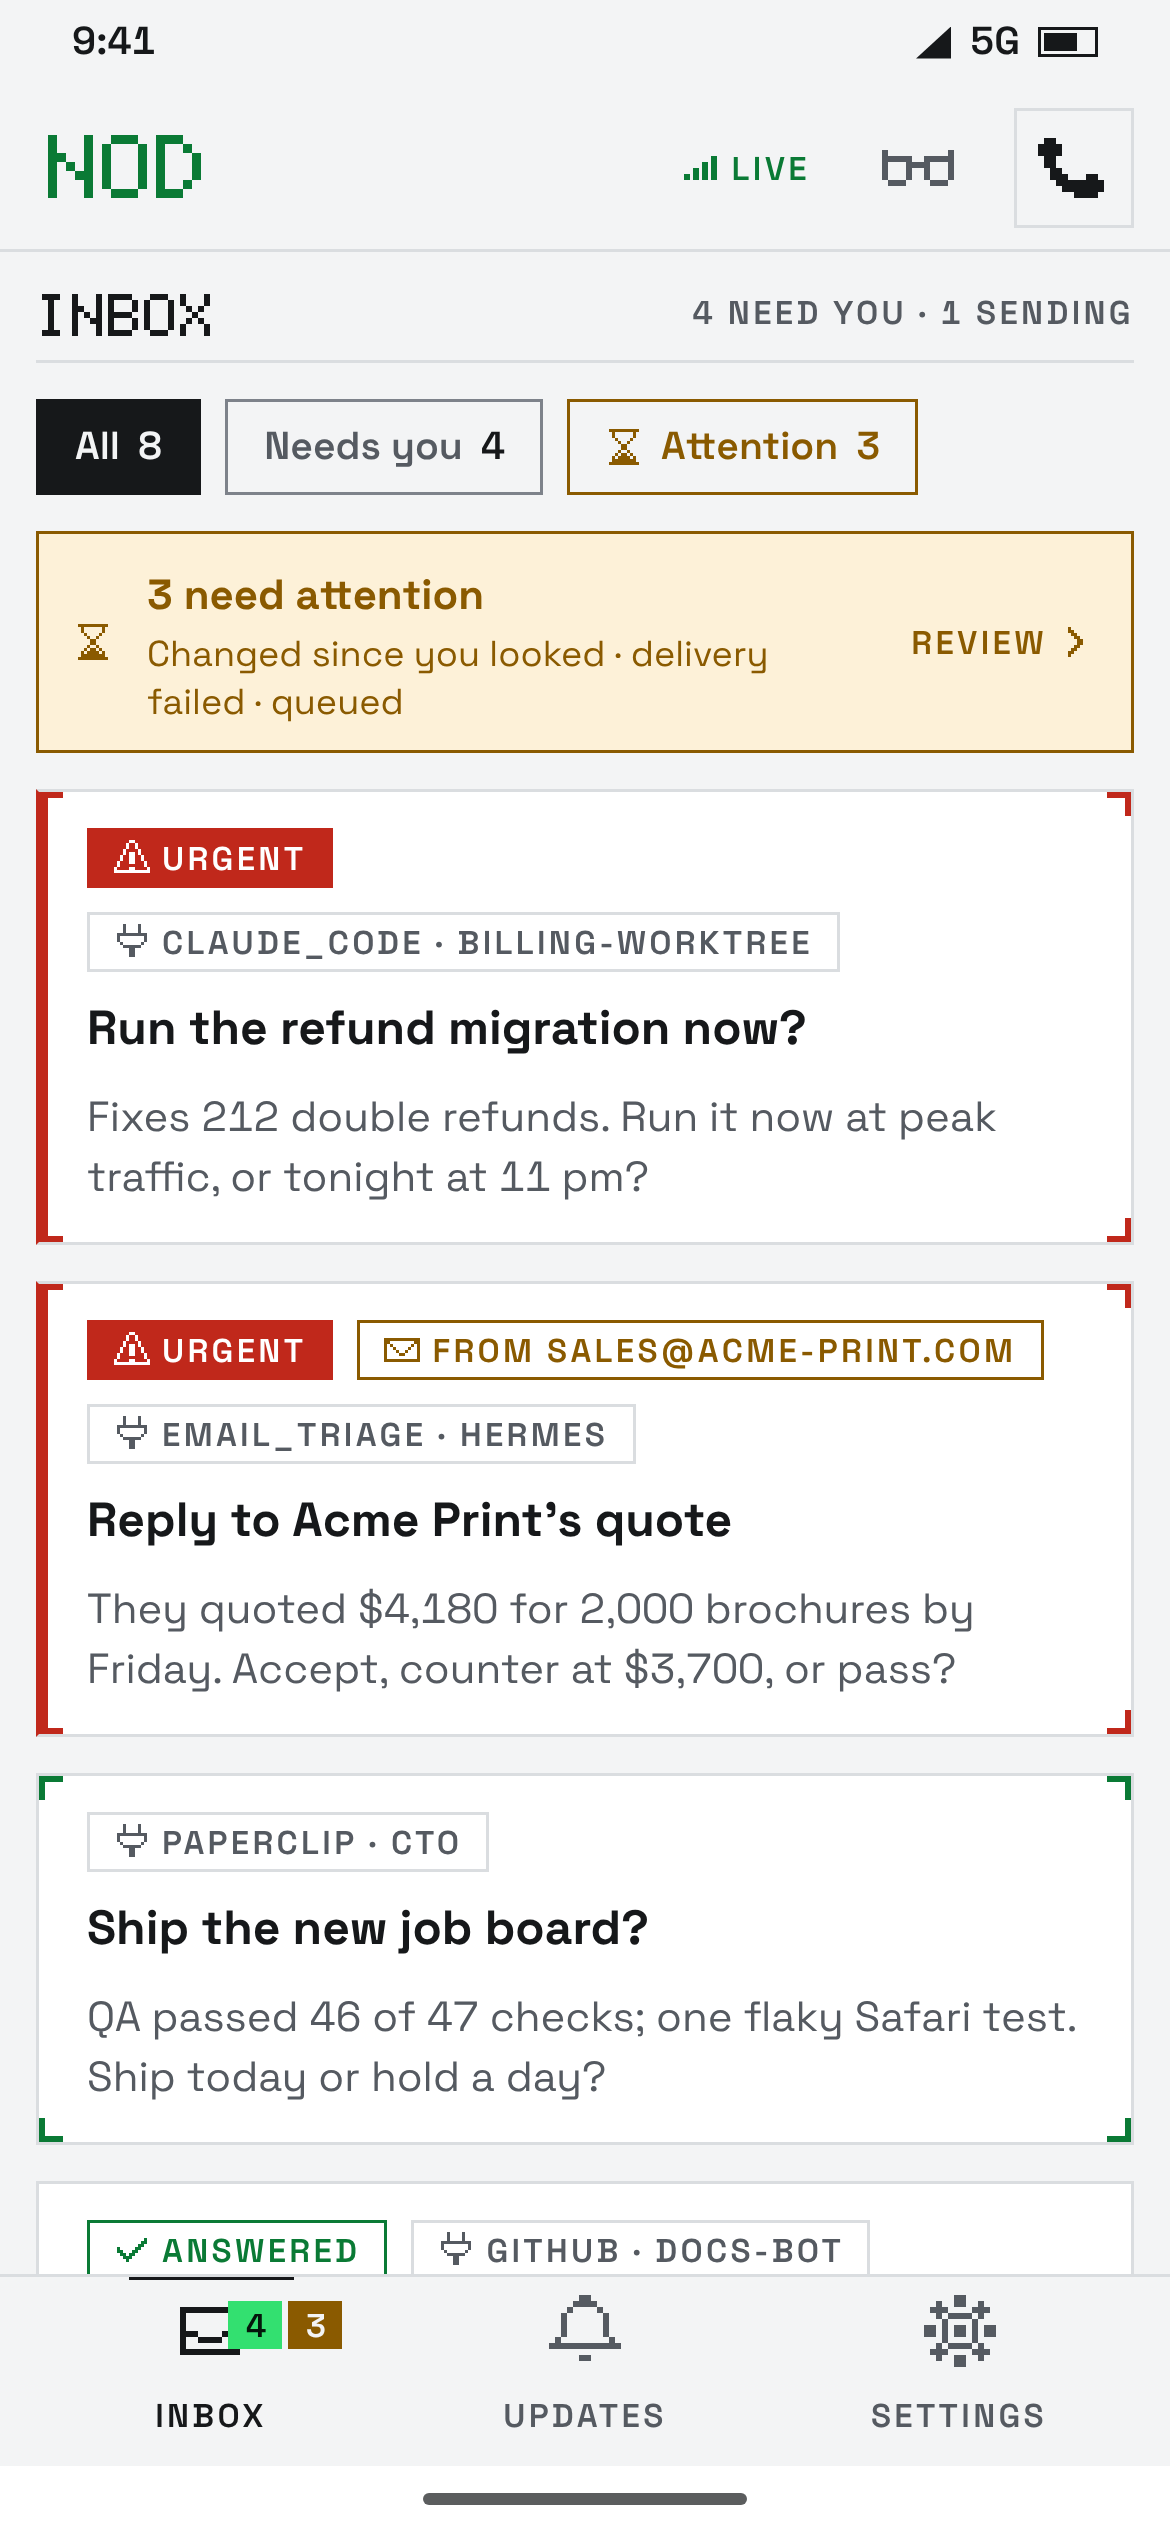 9:41
5G
NOD
LIVE
INBOX
4 NEED YOU · 1 SENDING
All 8
Needs you 4
Attention 3
3 need attention
Changed since you looked · delivery
failed · queued
REVIEW
URGENT
CLAUDE_CODE · BILLING-WORKTREE
Run the refund migration now?
Fixes 212 double refunds. Run it now at peak
traffic, or tonight at 11 pm?
URGENT
FROM SALES@ACME-PRINT.COM
EMAIL_TRIAGE · HERMES
Reply to Acme Print’s quote
They quoted $4,180 for 2,000 brochures by
Friday. Accept, counter at $3,700, or pass?
PAPERCLIP · CTO
Ship the new job board?
QA passed 46 of 47 checks; one flaky Safari test.
Ship today or hold a day?
ANSWERED
GITHUB · DOCS-BOT
4
3
INBOX
UPDATES
SETTINGS